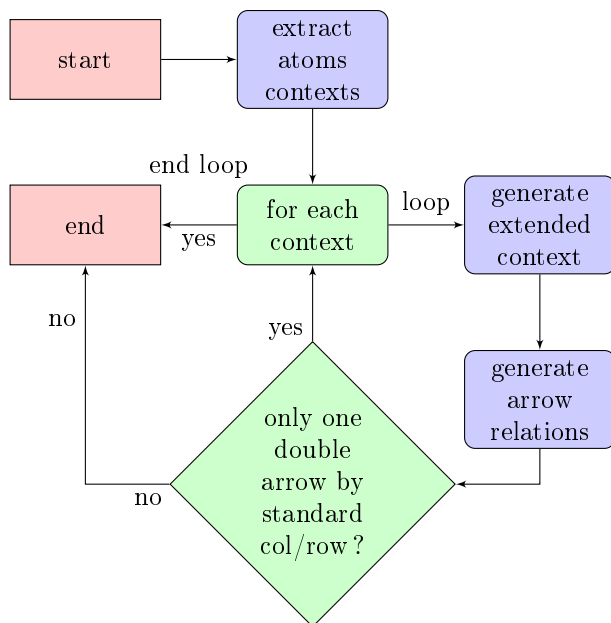 start
extract
atoms
contexts
end loop
end
yes
for each
context
loop
generate
extended
context
no
yes
generate
arrow
relations
only one
double
arrow by
standard
col/row ?
no